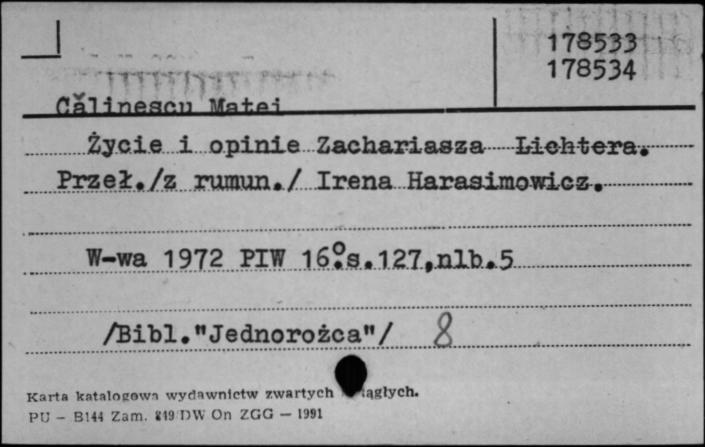 178533
178534
Călinescu Matei
Życie i opinie Zachariasza Lichtera.
Przeł./z rumun./ Irena Harasimowicz.
W-wa 1972 PIW 16°.s.127,nlb.5
/Bibl."Jednorożca"/ 8
Karta katalogowa wydawnictw zwartych ciągłych.
PU — B144 Zam. 819/DW On ZGG — 1991